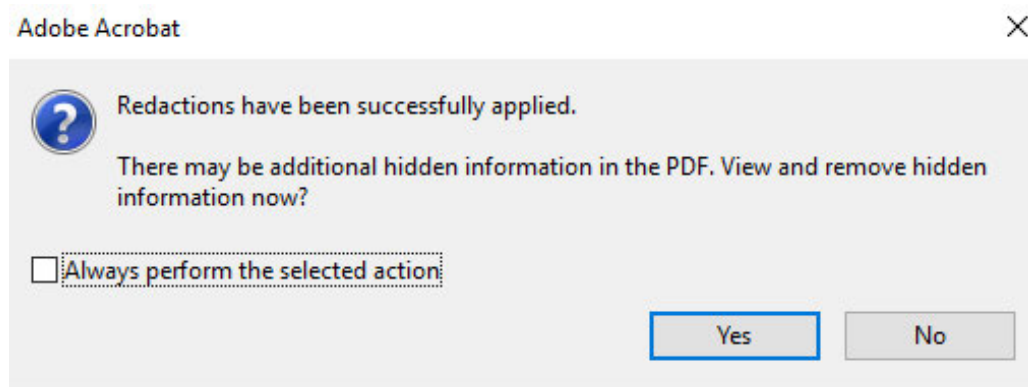 Adobe Acrobat
Redactions have been successfully applied.
There may be additional hidden information in the PDF. View and remove hidden
information now?
Always perform the selected action
Yes
No